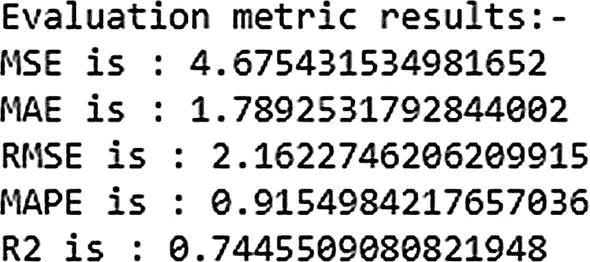 Evaluation metric results:-
MSE is : 4.675431534981652
MAE is : 1.7892531792844002
RMSE is : 2.1622746206209915
MAPE is : 0.9154984217657036
R2 is : 0.7445509080821948